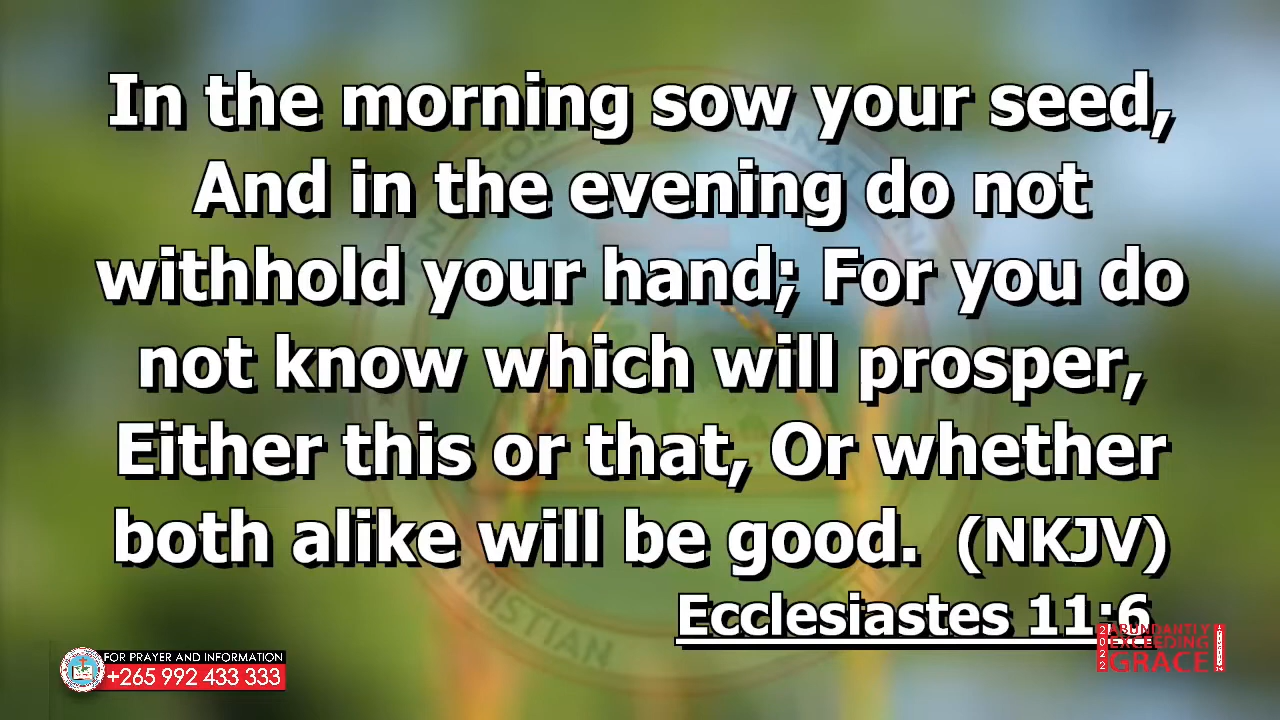 In the morning sow your seed,
And in the evening do not
withhold your hand; For you do
not know which will prosper,
Either this or that, Or whether
both alike will be good. (NKJV)
Ecclesiastes 11:6
FOR PRAYER AND INFORMATION
+265 992 433 333
2022
ABUNDANTLY
EXCEEDING
GRACE
CHRISTIAN